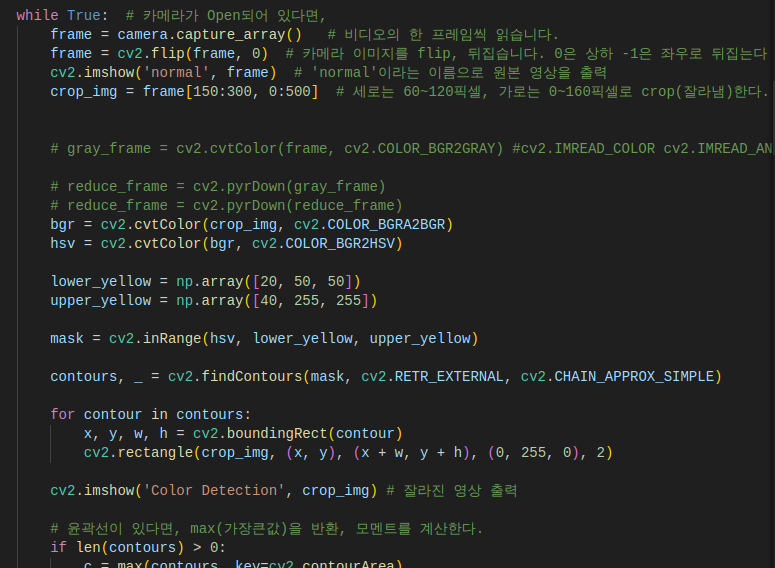 while True:  # 카메라가 Open되어 있다면,
frame = camera.capture_array()   # 비디오의 한 프레임씩 읽습니다.
frame = cv2.flip(frame, 0)  # 카메라 이미지를 flip, 뒤집습니다. 0은 상하 -1은 좌우로 뒤집는다
cv2.imshow('normal', frame)  # 'normal'이라는 이름으로 원본 영상을 출력
crop_img = frame[150:300, 0:500]  # 세로는 60~120픽셀, 가로는 0~160픽셀로 crop(잘라냄)한다.
# gray_frame = cv2.cvtColor(frame, cv2.COLOR_BGR2GRAY) #cv2.IMREAD_COLOR cv2.IMREAD_AN
# reduce_frame = cv2.pyrDown(gray_frame)
# reduce_frame = cv2.pyrDown(reduce_frame)
bgr = cv2.cvtColor(crop_img, cv2.COLOR_BGRA2BGR)
hsv = cv2.cvtColor(bgr, cv2.COLOR_BGR2HSV)
lower_yellow = np.array([20, 50, 50])
upper_yellow = np.array([40, 255, 255])
mask = cv2.inRange(hsv, lower_yellow, upper_yellow)
contours, _ = cv2.findContours(mask, cv2.RETR_EXTERNAL, cv2.CHAIN_APPROX_SIMPLE)
for contour in contours:
x, y, w, h = cv2.boundingRect(contour)
cv2.rectangle(crop_img, (x, y), (x + w, y + h), (0, 255, 0), 2)
cv2.imshow('Color Detection', crop_img) # 잘라진 영상 출력
# 윤곽선이 있다면, max(가장큰값)을 반환, 모멘트를 계산한다.
if len(contours) > 0:
c = max(contours, key=cv2.contourArea)